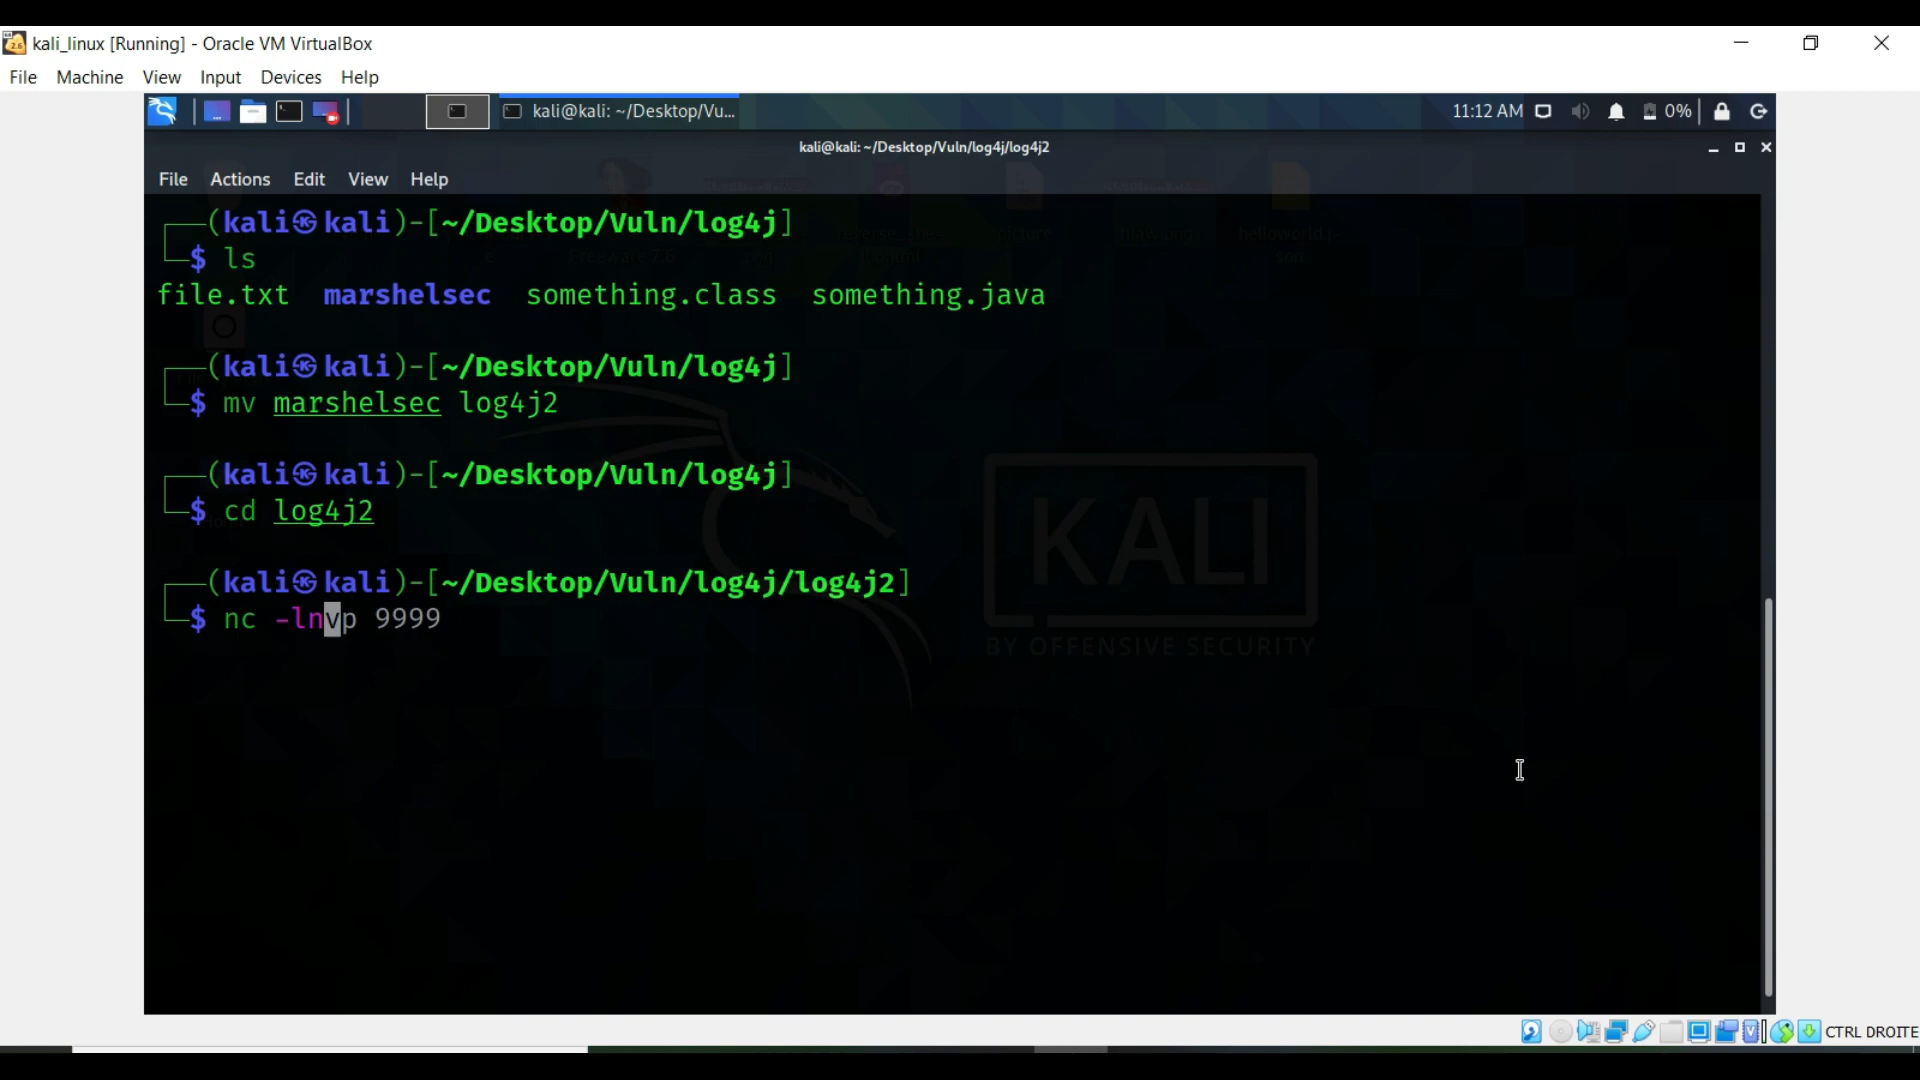 kali_linux [Running] - Oracle VM VirtualBox
File Machine View Input Devices Help
kali@kali: ~/Desktop/Vu... 11:12 AM 0%
kali@kali: ~/Desktop/Vuln/log4j/log4j2
File Actions Edit View Help
(kali㉿kali)-[~/Desktop/Vuln/log4j]
$ ls
file.txt marshelsec something.class something.java
(kali㉿kali)-[~/Desktop/Vuln/log4j]
$ mv marshelsec log4j2
(kali㉿kali)-[~/Desktop/Vuln/log4j]
$ cd log4j2
(kali㉿kali)-[~/Desktop/Vuln/log4j/log4j2]
$ nc -lnvp 9999
KALI
BY OFFENSIVE SECURITY
CTRL DROITE